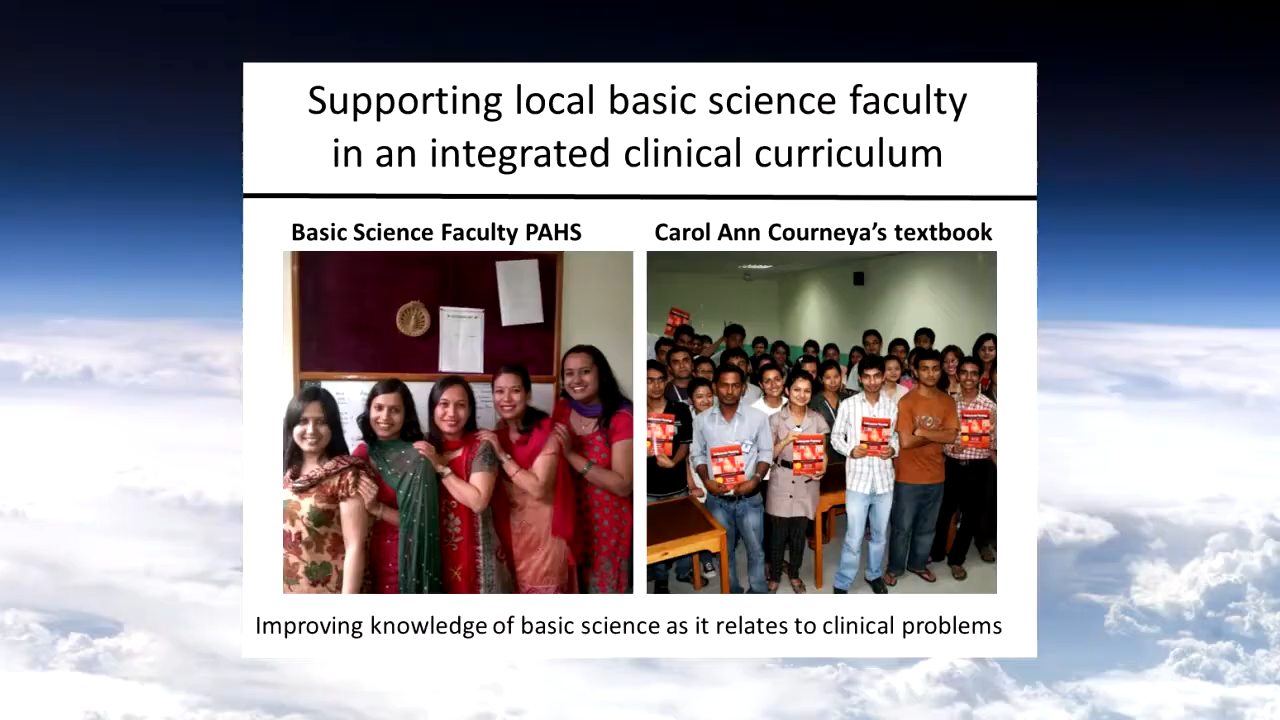 Supporting local basic science faculty
in an integrated clinical curriculum
Basic Science Faculty PAHS
Carol Ann Courneya’s textbook
Improving knowledge of basic science as it relates to clinical problems